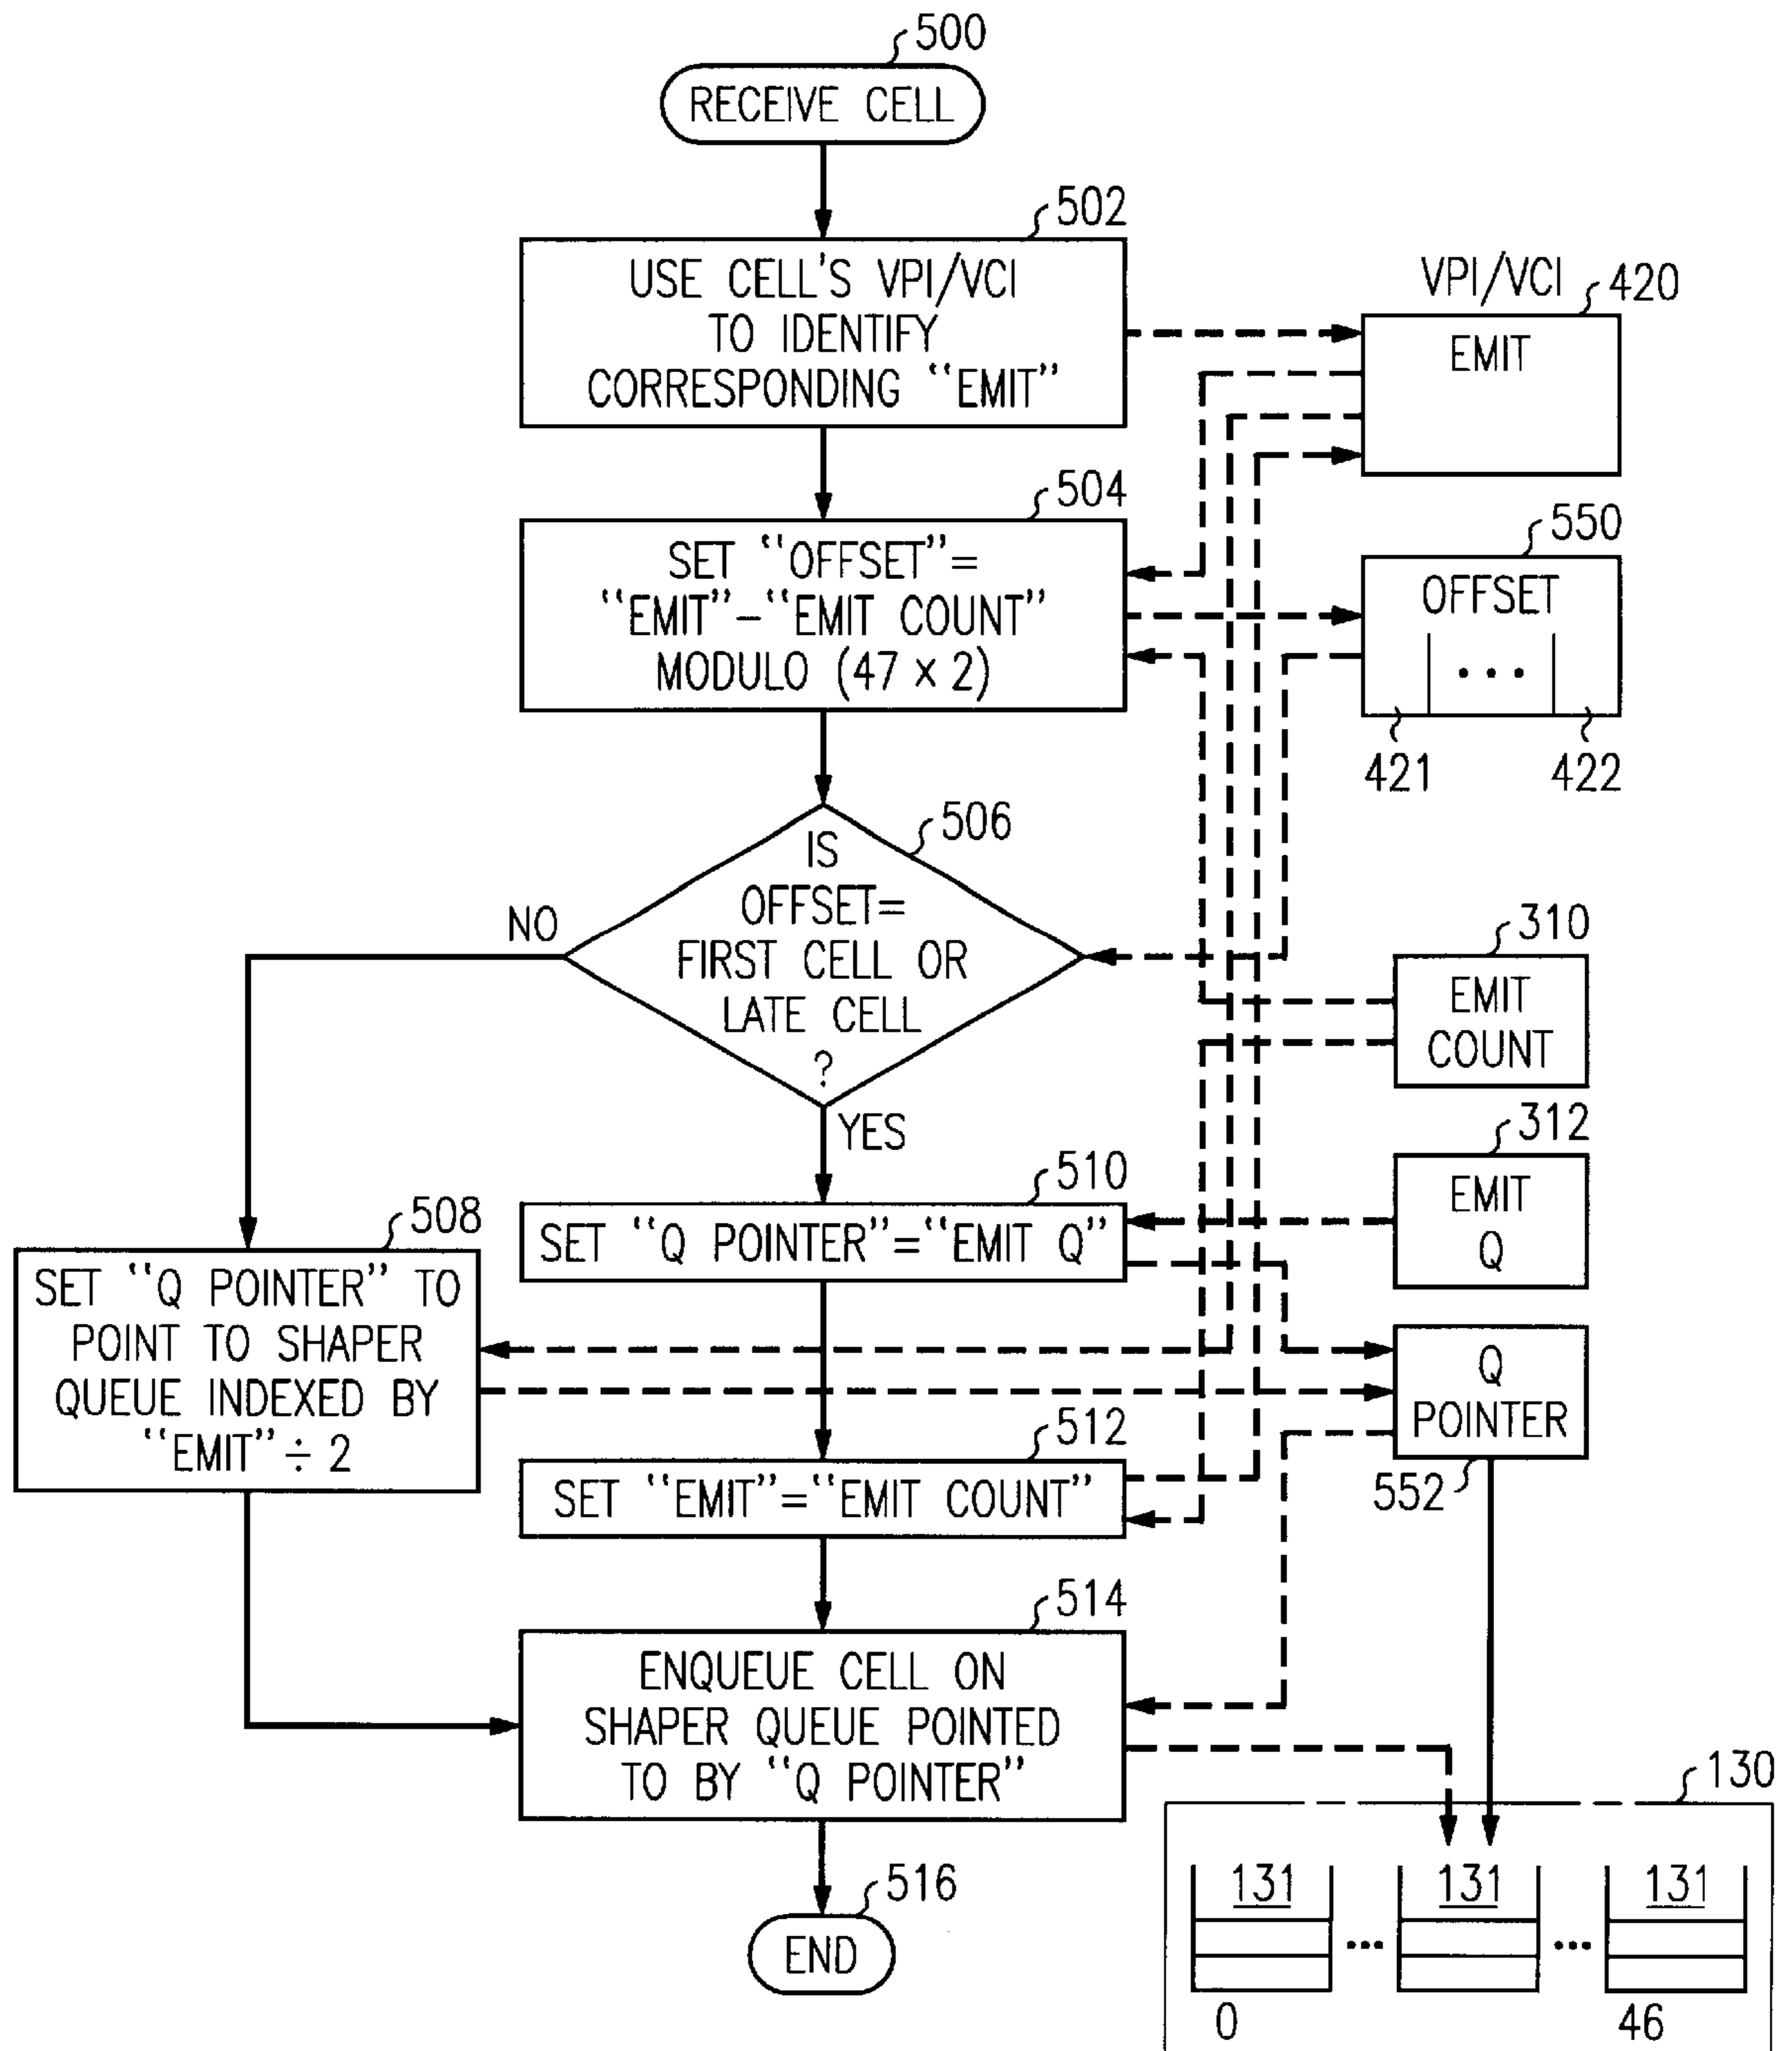 500
RECEIVE CELL
502
USE CELL'S VPI/VCI
TO IDENTIFY
CORRESPONDING "EMIT"
VPI/VCI
420
EMIT
504
SET "OFFSET"=
"EMIT"-"EMIT COUNT"
MODULO (47 x 2)
550
OFFSET
...
421
422
506
IS
OFFSET=
FIRST CELL OR
LATE CELL
?
NO
YES
310
EMIT
COUNT
312
EMIT
Q
510
SET "Q POINTER"="EMIT Q"
508
SET "Q POINTER" TO
POINT TO SHAPER
QUEUE INDEXED BY
"EMIT" ÷ 2
Q
POINTER
552
512
SET "EMIT"="EMIT COUNT"
514
ENQUEUE CELL ON
SHAPER QUEUE POINTED
TO BY "Q POINTER"
130
131
...
131
...
131
0
46
516
END